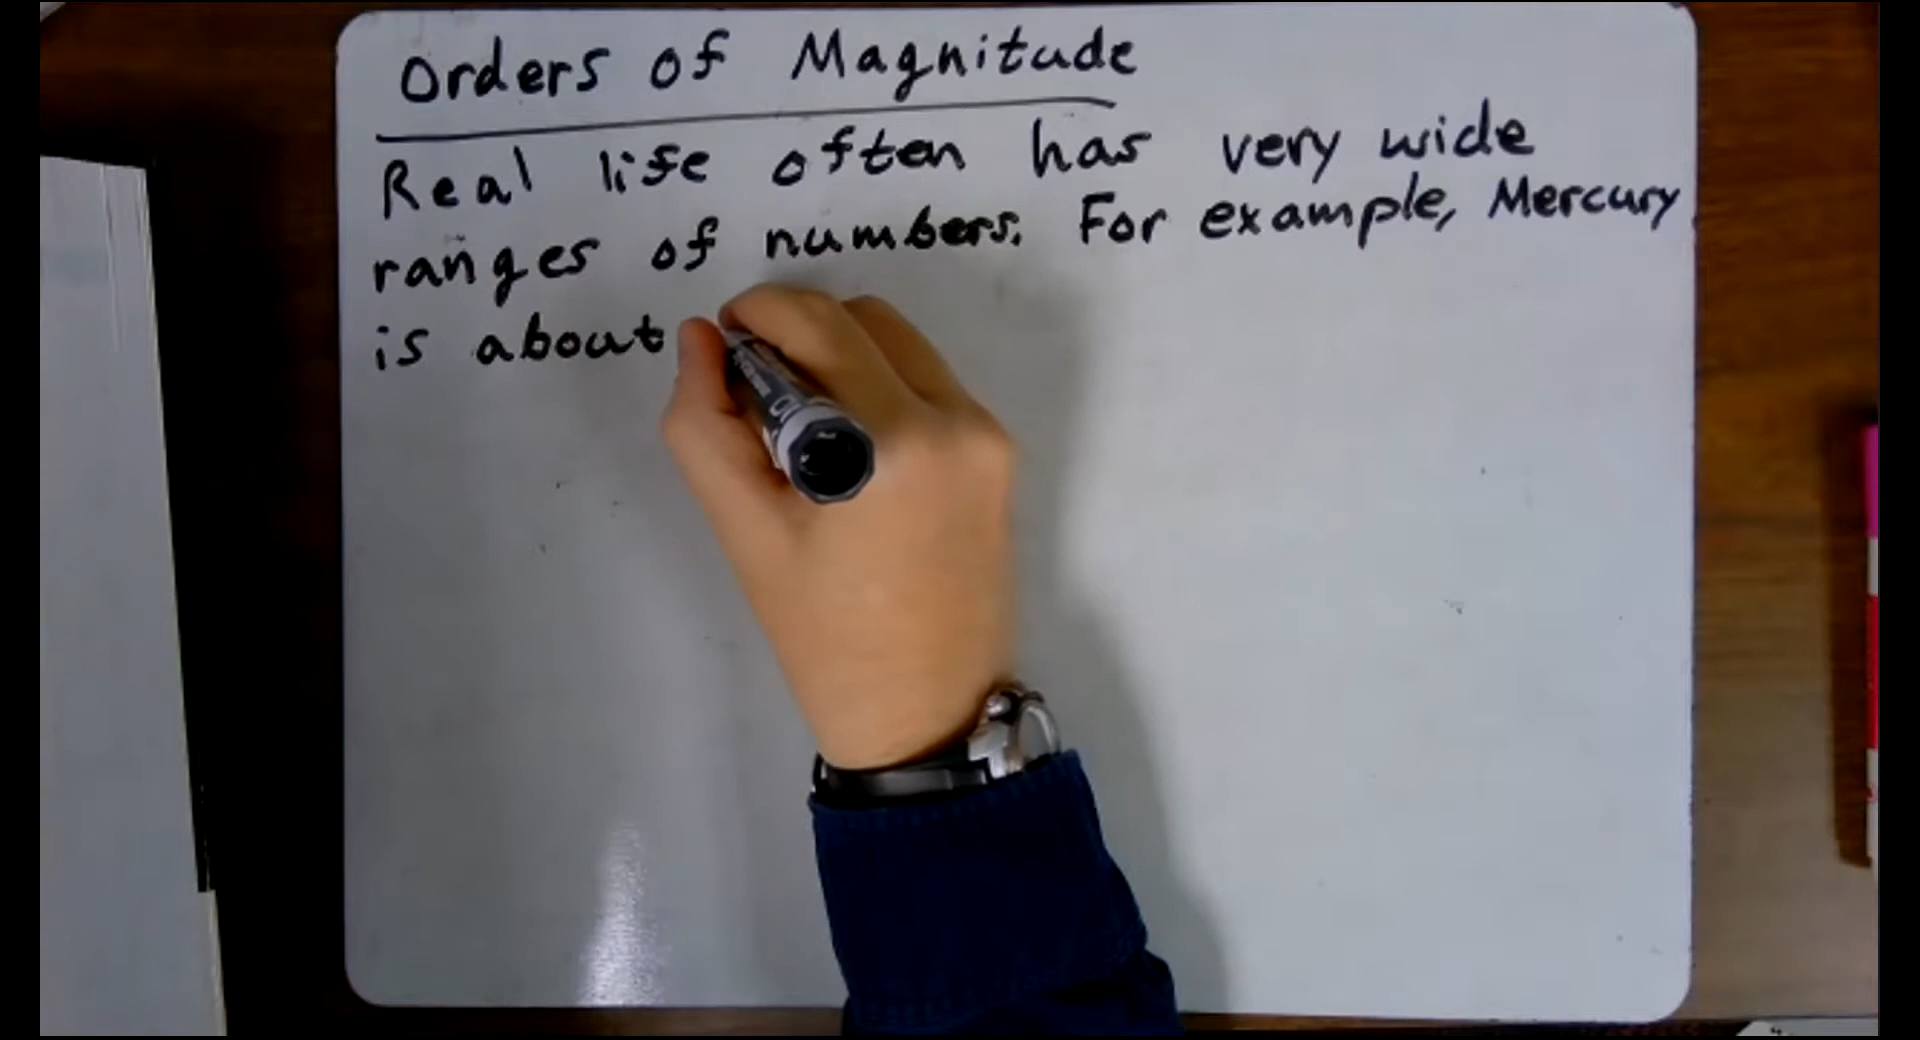 Orders of Magnitude
Real life often has very wide
ranges of numbers. For example, Mercury
is about